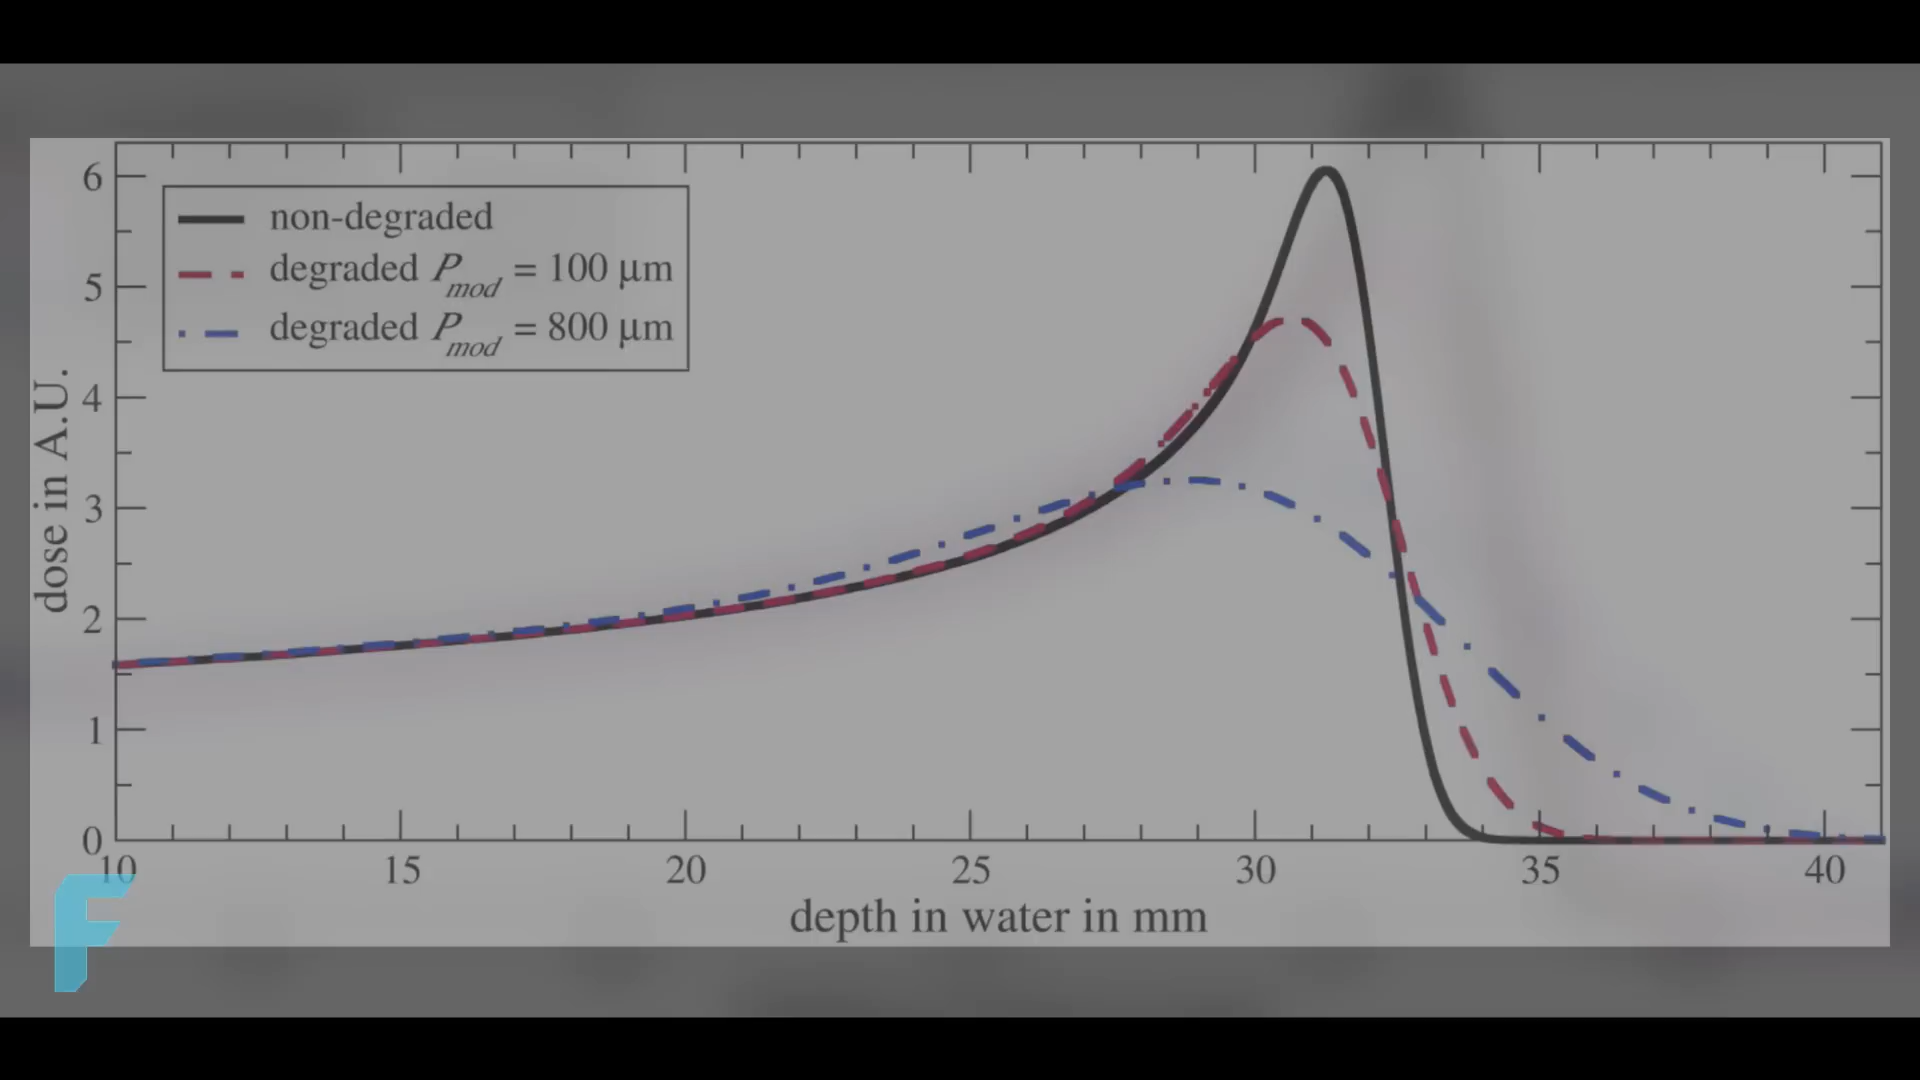 non-degraded
degraded P_mod = 100 μm
degraded P_mod = 800 μm
dose in A.U.
6
5
4
3
2
1
0
10 15 20 25 30 35 40
depth in water in mm
F